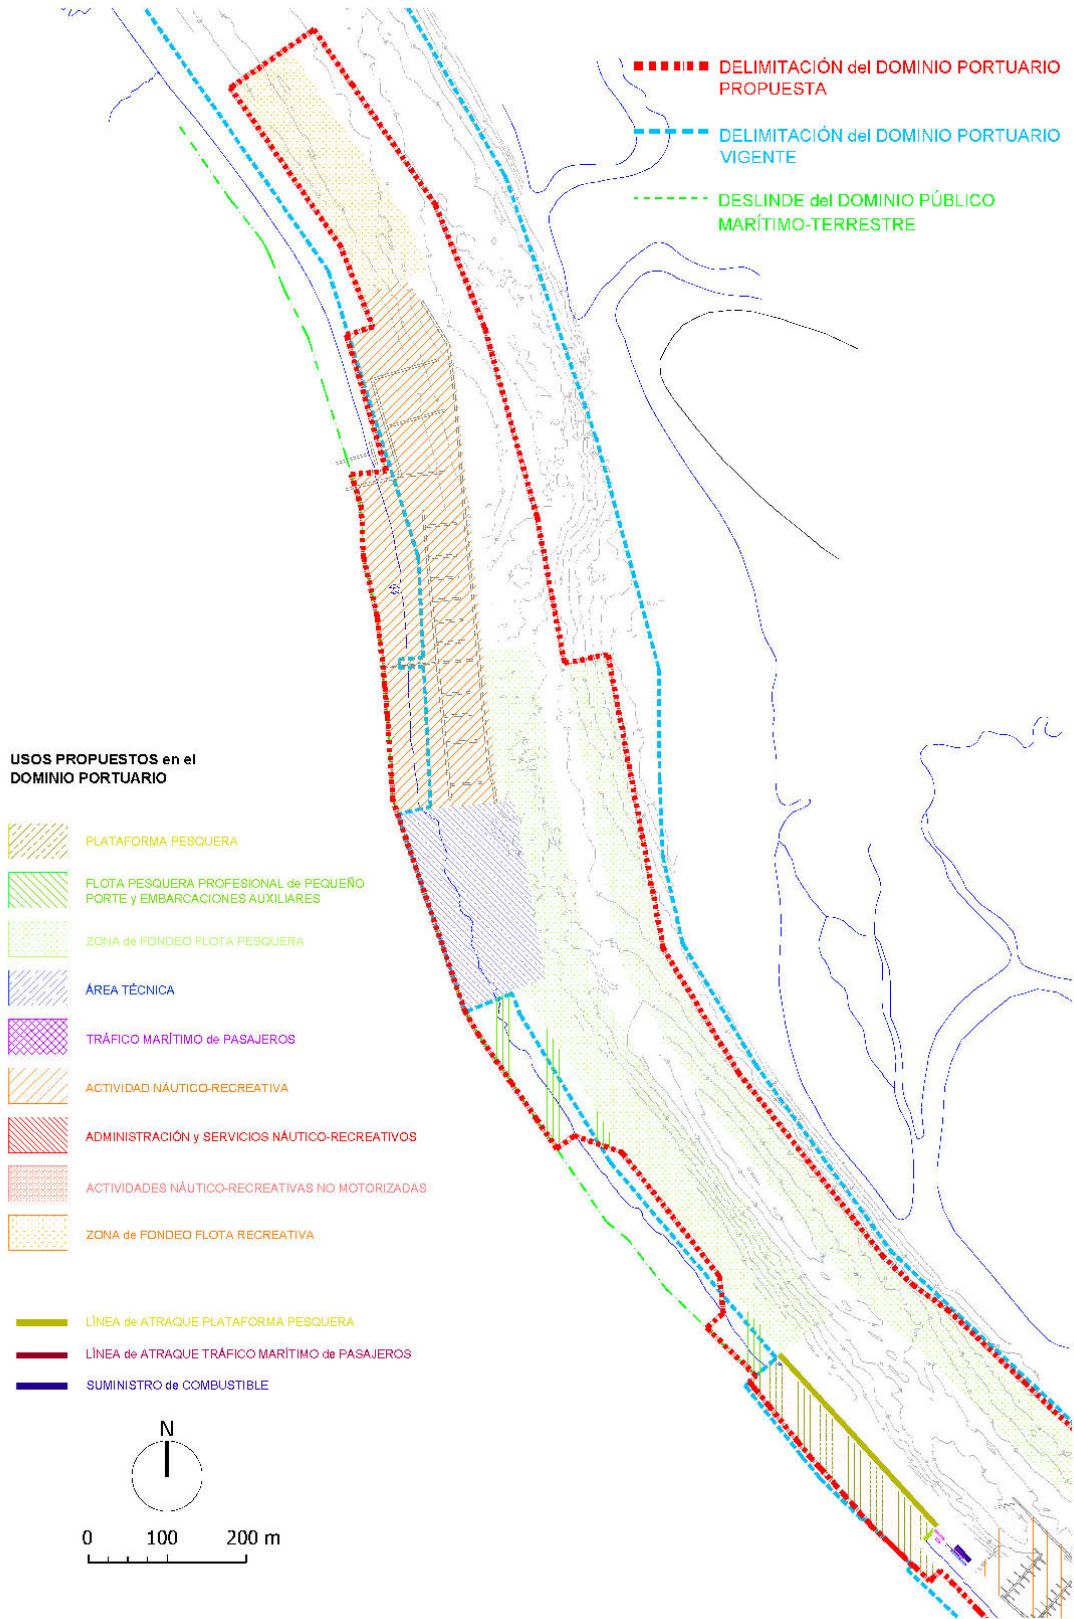 DELIMITACIÓN del DOMINIO PORTUARIO
PROPUESTA
DELIMITACIÓN del DOMINIO PORTUARIO
VIGENTE
DESLINDE del DOMINIO PÚBLICO
MARÍTIMO-TERRESTRE
USOS PROPUESTOS en el
DOMINIO PORTUARIO
PLATAFORMA PESQUERA
FLOTA PESQUERA PROFESIONAL de PEQUEÑO
PORTE y EMBARCACIONES AUXILIARES
ZONA de FONDEO FLOTA PESQUERA
ÁREA TÉCNICA
TRÁFICO MARÍTIMO de PASAJEROS
ACTIVIDAD NÁUTICO-RECREATIVA
ADMINISTRACIÓN y SERVICIOS NÁUTICO-RECREATIVOS
ACTIVIDADES NÁUTICO-RECREATIVAS NO MOTORIZADAS
ZONA de FONDEO FLOTA RECREATIVA
LÍNEA de ATRAQUE PLATAFORMA PESQUERA
LÍNEA de ATRAQUE TRÁFICO MARÍTIMO de PASAJEROS
SUMINISTRO de COMBUSTIBLE
N
0 100 200 m